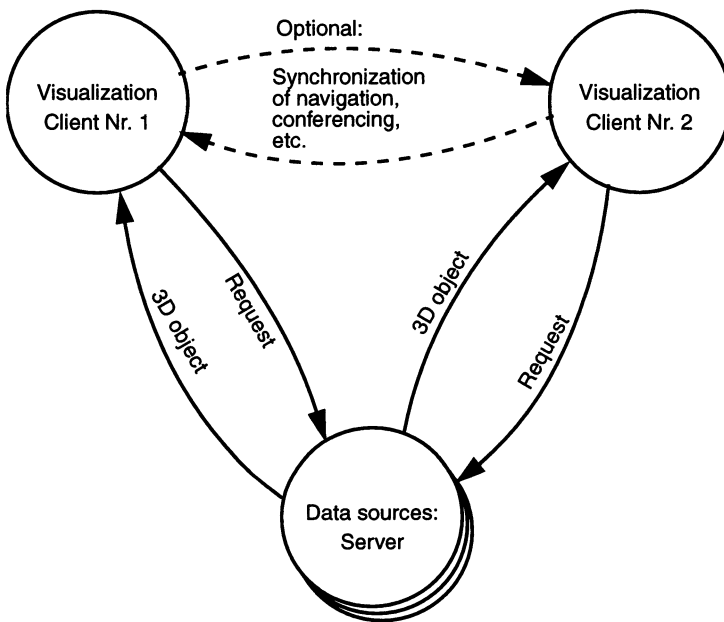 Optional:
Visualization
Client Nr. 1
Synchronization
of navigation,
conferencing,
etc.
Visualization
Client Nr. 2
3D object
Request
3D object
Request
Data sources:
Server